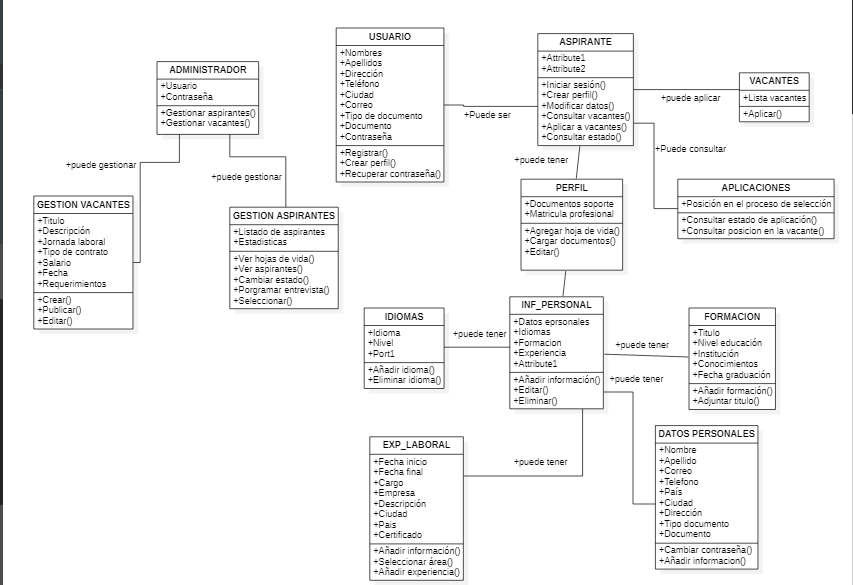 USUARIO
+Nombres
+Apellidos
+Dirección
+Teléfono
+Ciudad
+Correo
+Tipo de documento
+Documento
+Contraseña
+Registrar()
+Crear perfil()
+Recuperar contraseña()
ASPIRANTE
+Attribute1
+Attribute2
+Iniciar sesión()
+Crear perfil()
+Modificar datos()
+Consultar vacantes()
+Aplicar a vacantes()
+Consultar estado()
ADMINISTRADOR
+Usuario
+Contraseña
+Gestionar aspirantes()
+Gestionar vacantes()
VACANTES
+Lista vacantes
+Aplicar()
+puede aplicar
+Puede ser
+Puede consultar
+puede tener
+puede gestionar
+puede gestionar
PERFIL
+Documentos soporte
+Matricula profesional
+Agregar hoja de vida()
+Cargar documentos()
+Editar()
APLICACIONES
+Posición en el proceso de selección
+Consultar estado de aplicación()
+Consultar posicion en la vacante()
GESTION VACANTES
+Titulo
+Descripción
+Jornada laboral
+Tipo de contrato
+Salario
+Fecha
+Requerimientos
+Crear()
+Publicar()
+Editar()
GESTION ASPIRANTES
+Listado de aspirantes
+Estadisticas
+Ver hojas de vida()
+Ver aspirantes()
+Cambiar estado()
+Porgramar entrevista()
+Seleccionar()
INF_PERSONAL
+Datos eprsonales
+Idiomas
+Formacion
+Experiencia
+Attribute1
+Añadir información()
+Editar()
+Eliminar()
IDIOMAS
+Idioma
+Nivel
+Port1
+Añadir idioma()
+Eliminar idioma()
+puede tener
FORMACION
+Titulo
+Nivel educación
+Institución
+Conocimientos
+Fecha graduación
+Añadir formación()
+Adjuntar titulo()
+puede tener
+puede tener
DATOS PERSONALES
+Nombre
+Apellido
+Correo
+Telefono
+País
+Ciudad
+Dirección
+Tipo documento
+Documento
+Cambiar contraseña()
+Añadir informacion()
EXP_LABORAL
+Fecha inicio
+Fecha final
+Cargo
+Empresa
+Descripción
+Ciudad
+Pais
+Certificado
+Añadir información()
+Seleccionar área()
+Añadir experiencia()
+puede tener